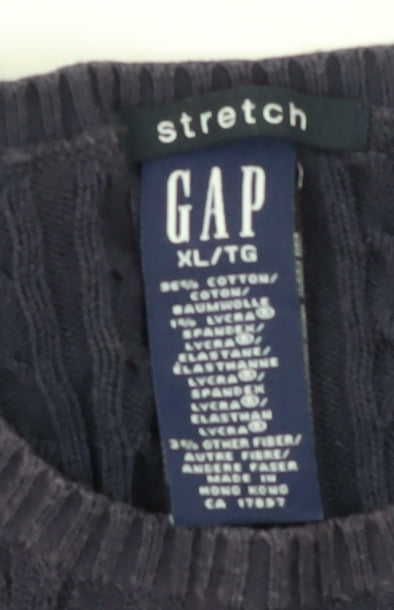 stretch
GAP
XL/TG
96% COTTON/
COTON/
BAUMWOLLE
1% LYCRA®/
SPANDEX/
LYCRA®/
ELASTANE/
ELASTHANNE
LYCRA®/
SPANDEX
LYCRA®/
ELASTHAN
LYCRA®/
3% OTHER FIBER/
AUTRE FIBRE/
ANDERE FASER
MADE IN
HONG KONG
CA 17897